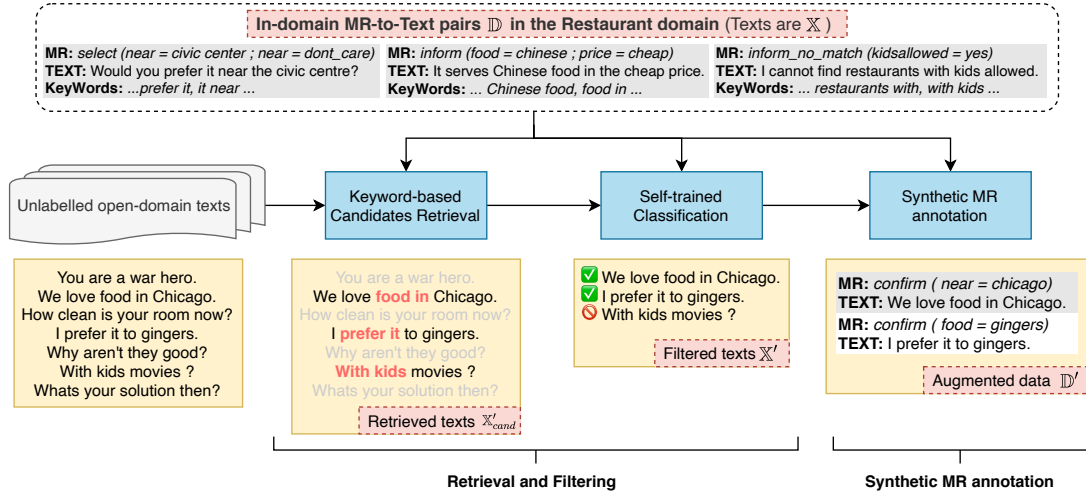 In-domain MR-to-Text pairs 𝔻 in the Restaurant domain (Texts are 𝕏 )
MR: select (near = civic center ; near = dont_care)
TEXT: Would you prefer it near the civic centre?
KeyWords: ...prefer it, it near ...
MR: inform (food = chinese ; price = cheap)
TEXT: It serves Chinese food in the cheap price.
KeyWords: ... Chinese food, food in ...
MR: inform_no_match (kidsallowed = yes)
TEXT: I cannot find restaurants with kids allowed.
KeyWords: ... restaurants with, with kids ...
Unlabelled open-domain texts
Keyword-based
Candidates Retrieval
Self-trained
Classification
Synthetic MR
annotation
You are a war hero.
We love food in Chicago.
How clean is your room now?
I prefer it to gingers.
Why aren't they good?
With kids movies ?
Whats your solution then?
You are a war hero.
We love food in Chicago.
How clean is your room now?
I prefer it to gingers.
Why aren't they good?
With kids movies ?
Whats your solution then?
Retrieved texts 𝕏′cand
We love food in Chicago.
I prefer it to gingers.
With kids movies ?
Filtered texts 𝕏′
MR: confirm ( near = chicago)
TEXT: We love food in Chicago.
MR: confirm ( food = gingers)
TEXT: I prefer it to gingers.
Augmented data 𝔻′
Retrieval and Filtering
Synthetic MR annotation